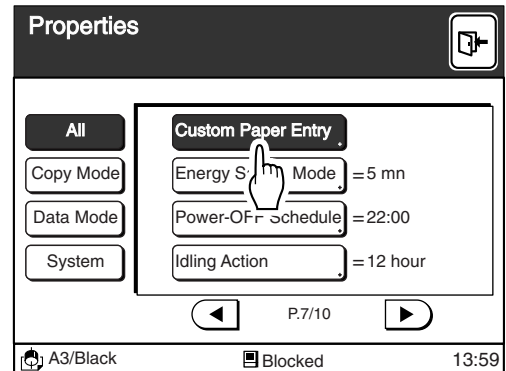 Properties
All
Custom Paper Entry
Copy Mode
Energy S Mode = 5 mn
Data Mode
Power-OFF Schedule = 22:00
System
Idling Action = 12 hour
P.7/10
A3/Black Blocked 13:59